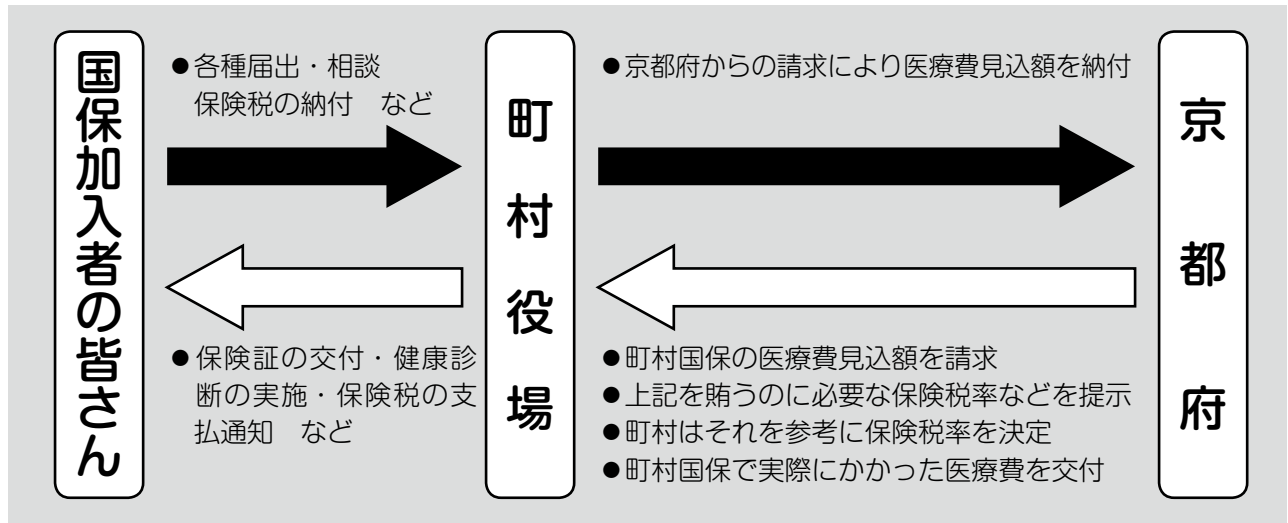 国保加入者の皆さん
●各種届出・相談
保険税の納付　など
●保険証の交付・健康診
断の実施・保険税の支
払通知　など
町村役場
●京都府からの請求により医療費見込額を納付
●町村国保の医療費見込額を請求
●上記を賄うのに必要な保険税率などを提示
●町村はそれを参考に保険税率を決定
●町村国保で実際にかかった医療費を交付
京都府